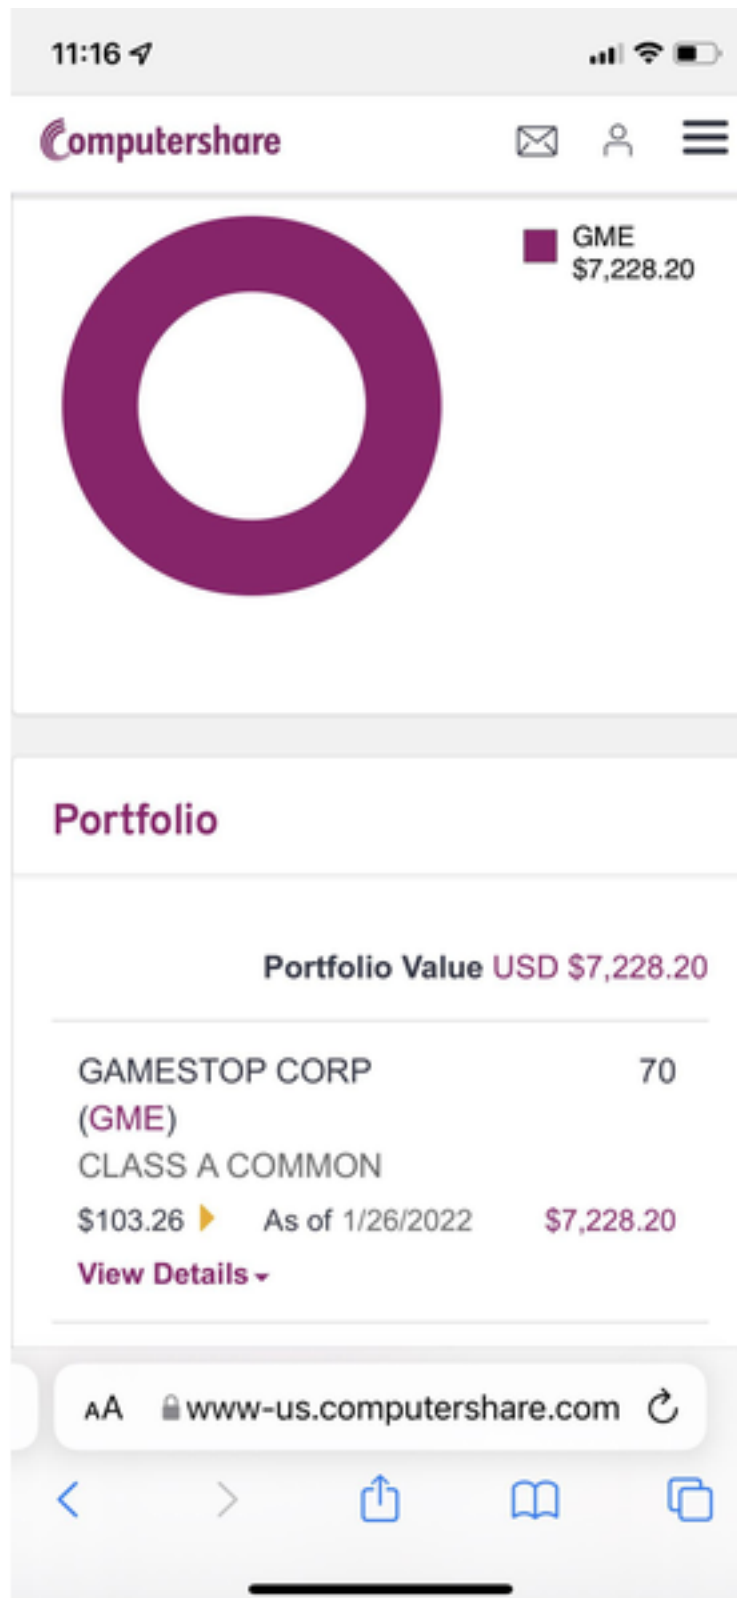 11:16
Computershare
GME
$7,228.20
Portfolio
Portfolio Value USD $7,228.20
GAMESTOP CORP 70
(GME)
CLASS A COMMON
$103.26 As of 1/26/2022 $7,228.20
View Details
AA www-us.computershare.com